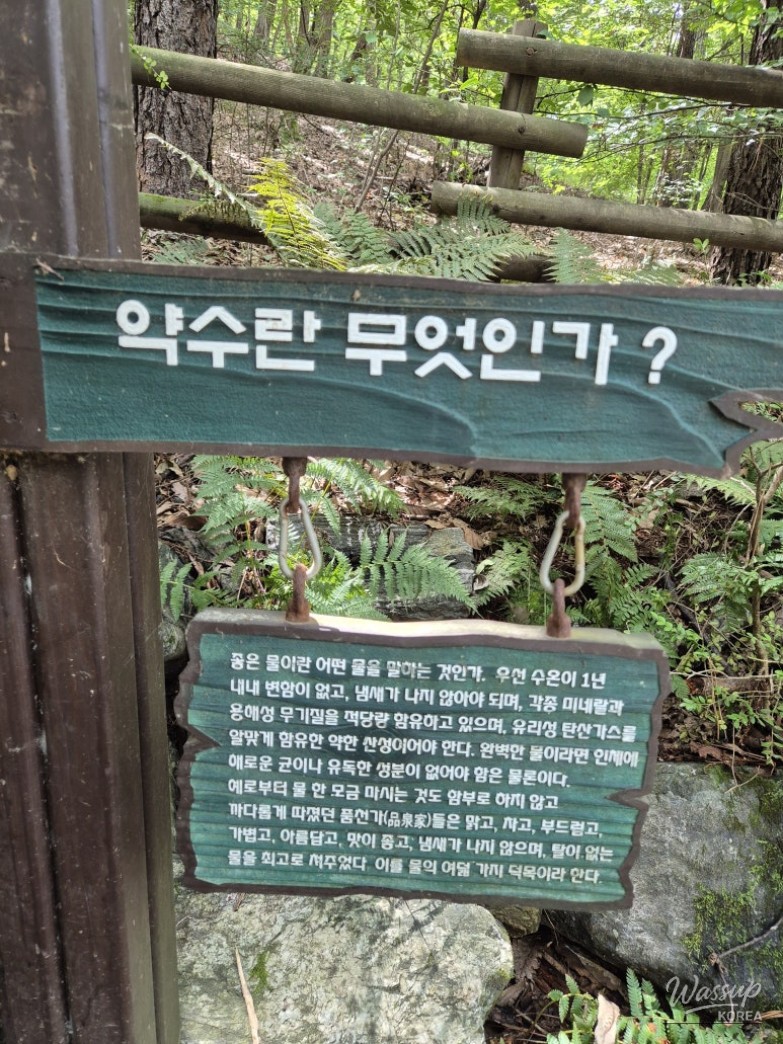 약수란 무엇인가?
좋은 물이란 어떤 물을 말하는 것인가. 우선 수온이 1년
내내 변함이 없고, 냄새가 나지 않아야 되며, 각종 미네랄과
용해성 무기질을 적당량 함유하고 있으며, 유리성 탄산가스를
알맞게 함유한 약한 산성이어야 한다. 완벽한 물이라면 인체에
해로운 균이나 유독한 성분이 없어야 함은 물론이다.
예로부터 물 한 모금 마시는 것도 함부로 하지 않고
까다롭게 따졌던 품천가(品泉家)들은 맑고, 차고, 부드럽고,
가볍고, 아름답고, 맛이 좋고, 냄새가 나지 않으며, 탈이 없는
물을 최고로 쳐주었다. 이를 물의 여덟 가지 덕목이라 한다.
Wassup
KOREA